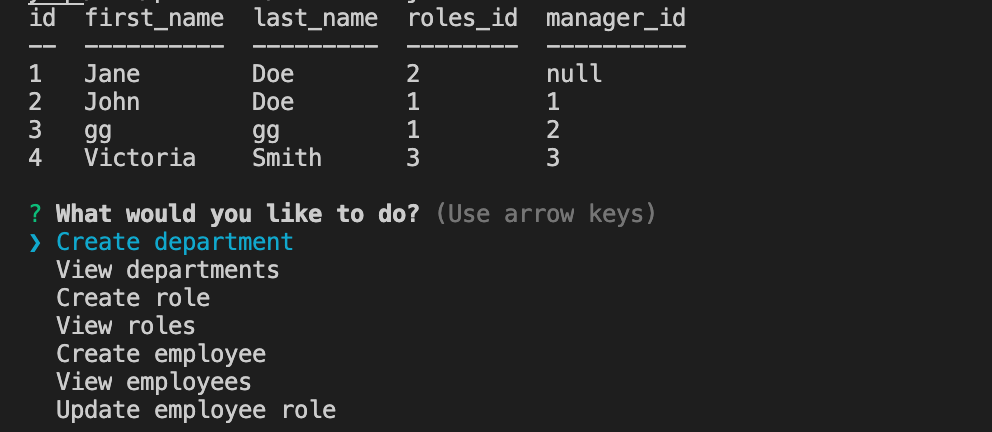 id first_name last_name roles_id manager_id
-- ---------- --------- -------- ----------
1 Jane Doe 2 null
2 John Doe 1 1
3 gg gg 1 2
4 Victoria Smith 3 3
? What would you like to do? (Use arrow keys)
❯ Create department
View departments
Create role
View roles
Create employee
View employees
Update employee role